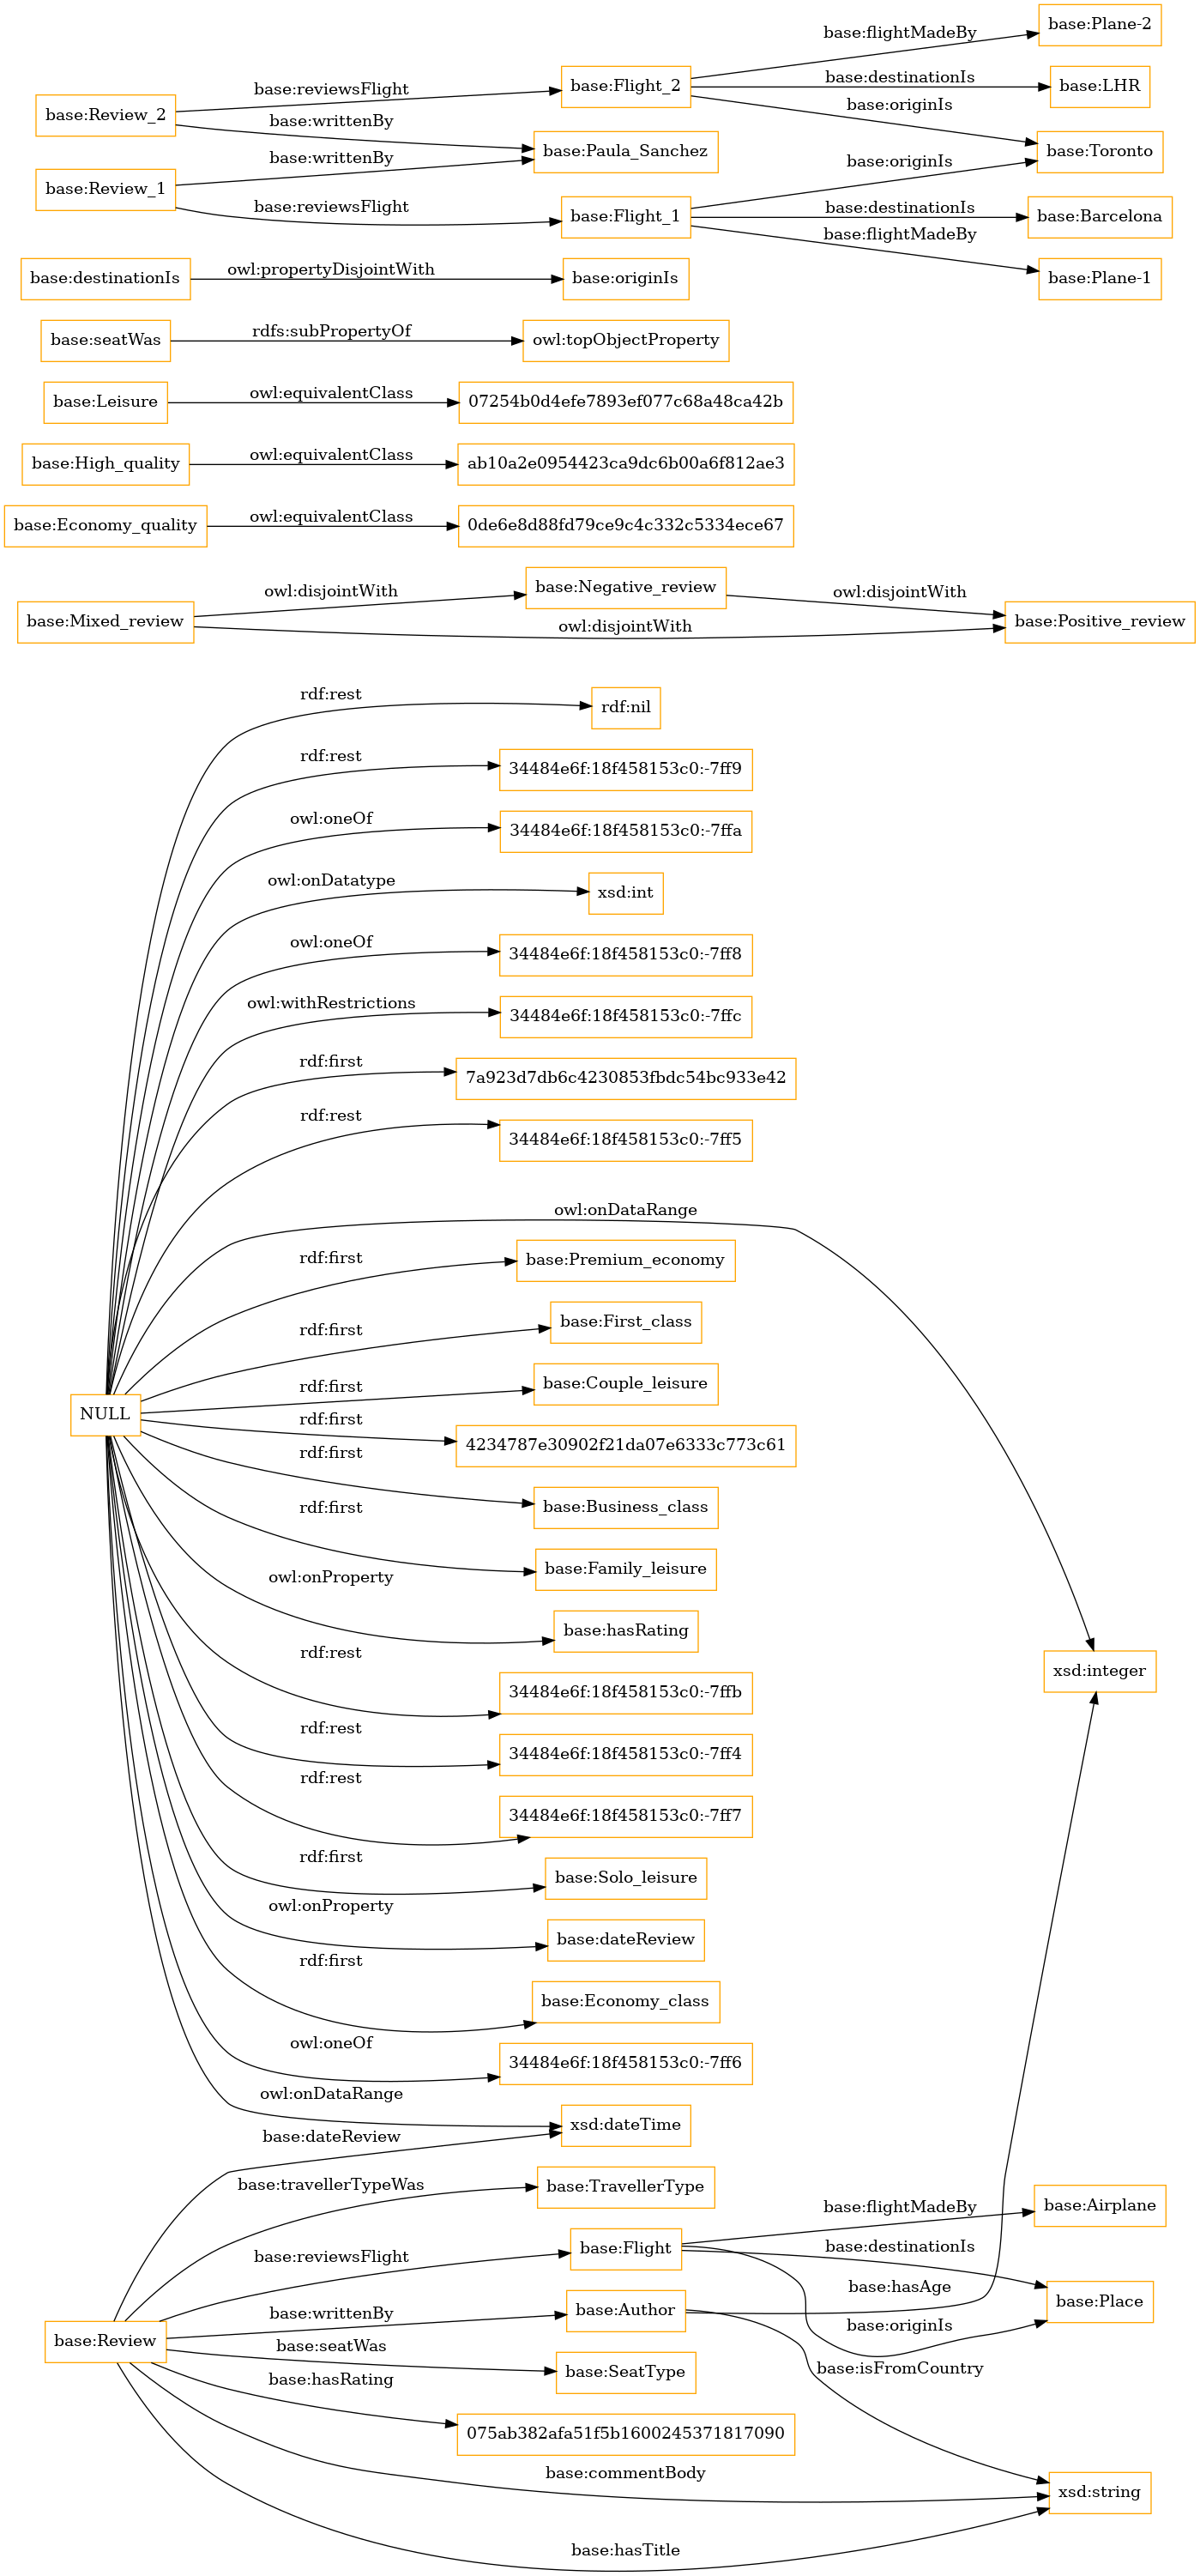 base:Plane-2
base:flightMadeBy
base:Flight_2
base:destinationIs
base:LHR
base:reviewsFlight
base:originIs
base:Review_2
base:writtenBy
base:Paula_Sanchez
base:Toronto
base:writtenBy
base:originIs
base:Review_1
base:reviewsFlight
base:Flight_1
base:destinationIs
base:Barcelona
base:flightMadeBy
base:Plane-1
base:destinationIs
owl:propertyDisjointWith
base:originIs
base:seatWas
rdfs:subPropertyOf
owl:topObjectProperty
base:Leisure
owl:equivalentClass
07254b0d4efe7893ef077c68a48ca42b
base:High_quality
owl:equivalentClass
ab10a2e0954423ca9dc6b00a6f812ae3
base:Economy_quality
owl:equivalentClass
0de6e8d88fd79ce9c4c332c5334ece67
base:Mixed_review
owl:disjointWith
base:Negative_review
owl:disjointWith
owl:disjointWith
base:Positive_review
rdf:rest
rdf:nil
rdf:rest
34484e6f:18f458153c0:-7ff9
owl:oneOf
34484e6f:18f458153c0:-7ffa
owl:onDatatype
xsd:int
owl:oneOf
34484e6f:18f458153c0:-7ff8
owl:withRestrictions
34484e6f:18f458153c0:-7ffc
rdf:first
7a923d7db6c4230853fbdc54bc933e42
rdf:rest
34484e6f:18f458153c0:-7ff5
owl:onDataRange
rdf:first
base:Premium_economy
rdf:first
base:First_class
rdf:first
base:Couple_leisure
NULL
rdf:first
4234787e30902f21da07e6333c773c61
rdf:first
base:Business_class
rdf:first
base:Family_leisure
owl:onProperty
base:hasRating
xsd:integer
rdf:rest
34484e6f:18f458153c0:-7ffb
rdf:rest
34484e6f:18f458153c0:-7ff4
rdf:rest
34484e6f:18f458153c0:-7ff7
rdf:first
base:Solo_leisure
owl:onProperty
base:dateReview
rdf:first
base:Economy_class
owl:oneOf
34484e6f:18f458153c0:-7ff6
owl:onDataRange
xsd:dateTime
base:dateReview
base:travellerTypeWas
base:TravellerType
base:flightMadeBy
base:Airplane
base:reviewsFlight
base:Flight
base:destinationIs
base:hasAge
base:Place
base:writtenBy
base:Author
base:originIs
base:Review
base:seatWas
base:SeatType
base:isFromCountry
base:hasRating
075ab382afa51f5b1600245371817090
base:commentBody
xsd:string
base:hasTitle